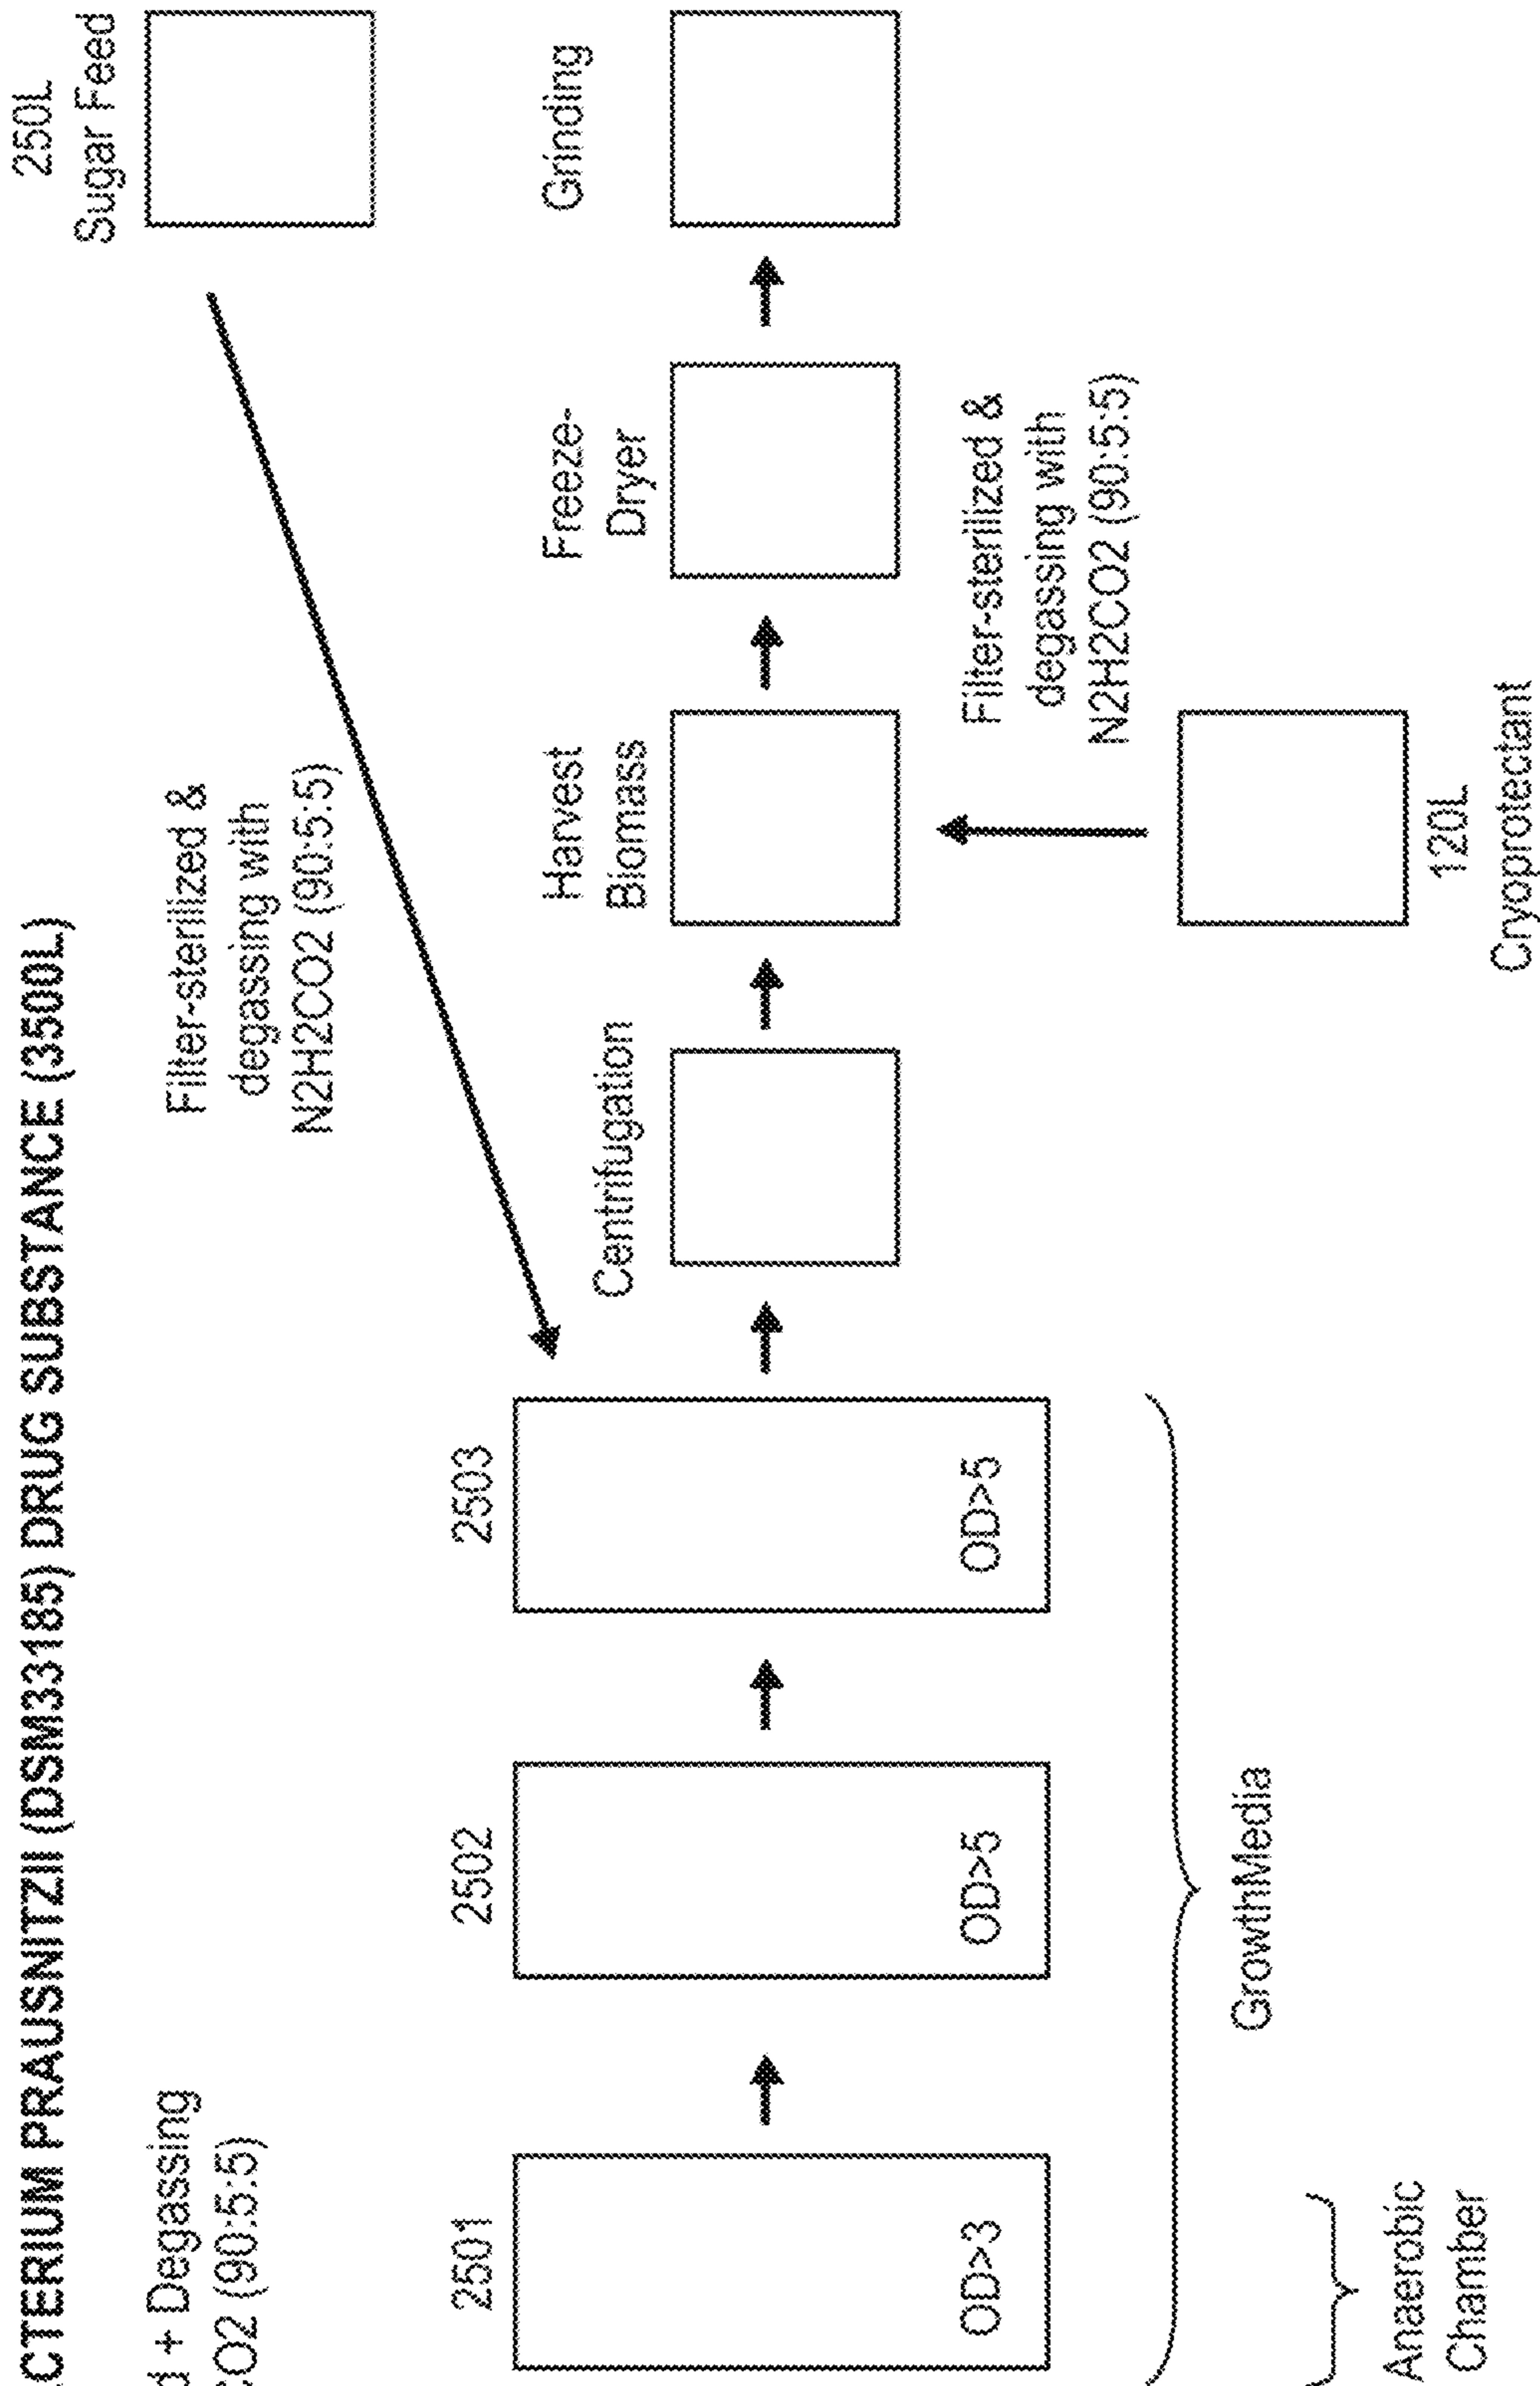 ACTERIUM PRAUSNITZII (DSM33185) DRUG SUBSTANCE (3500L)
d + Degassing
CO2 (90:5:5)
Filter-sterilized &
degassing with
N2H2CO2 (90:5:5)
250L
Sugar Feed
2501
OD>3
2502
OD>5
2503
OD>5
Centrifugation
Harvest
Biomass
Freeze-
Dryer
Grinding
Filter-sterilized &
degassing with
N2H2CO2 (90:5:5)
120L
Cryoprotectant
GrowthMedia
Anaerobic
Chamber